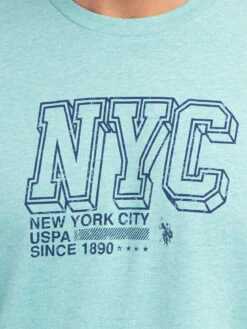 NYC
NEW YORK CITY
USPA
SINCE 1890